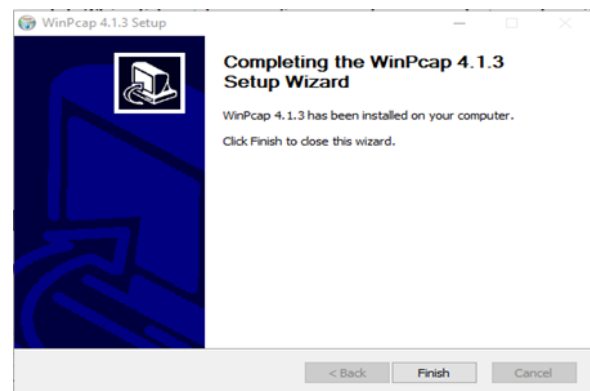 WinPcap 4.1.3 Setup
Completing the WinPcap 4.1.3
Setup Wizard
WinPcap 4.1.3 has been installed on your computer.
Click Finish to close this wizard.
< Back
Finish
Cancel